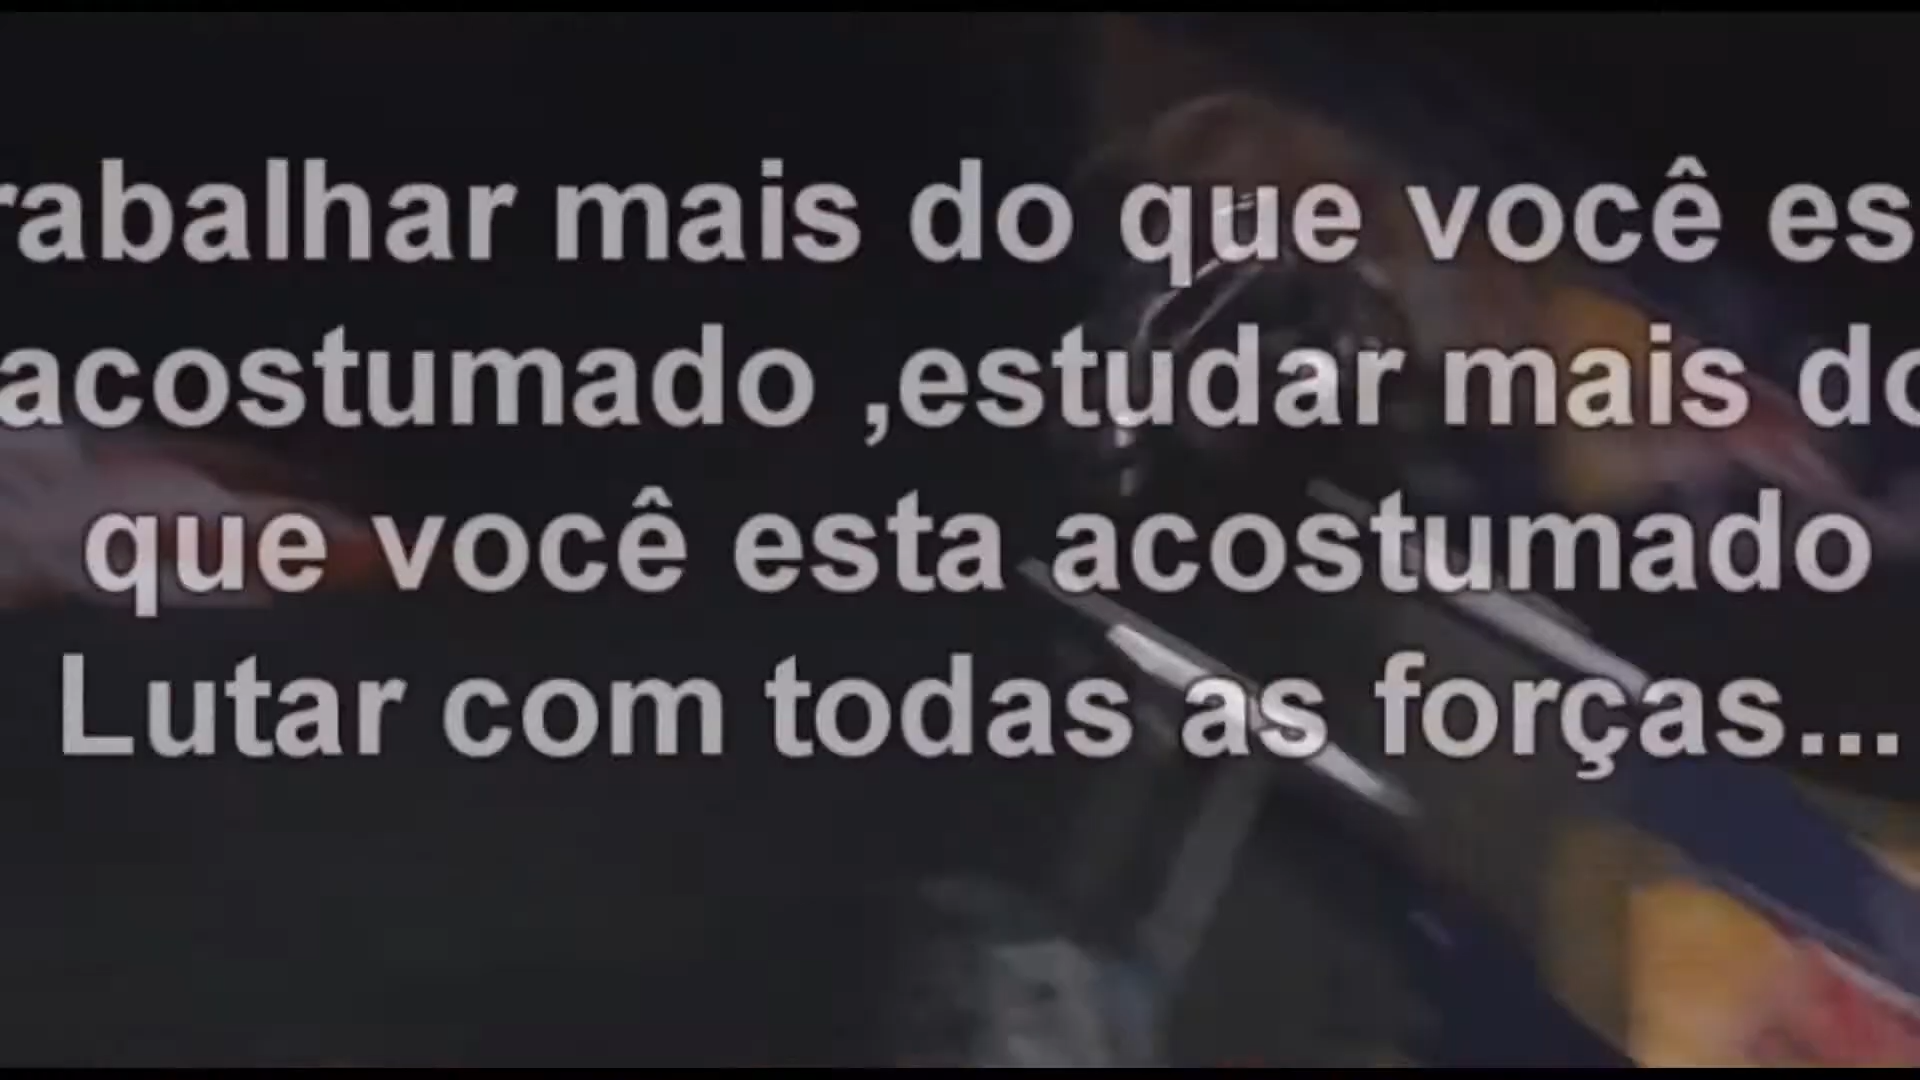 rabalhar mais do que você es
acostumado ,estudar mais do
que você esta acostumado
Lutar com todas as forças...